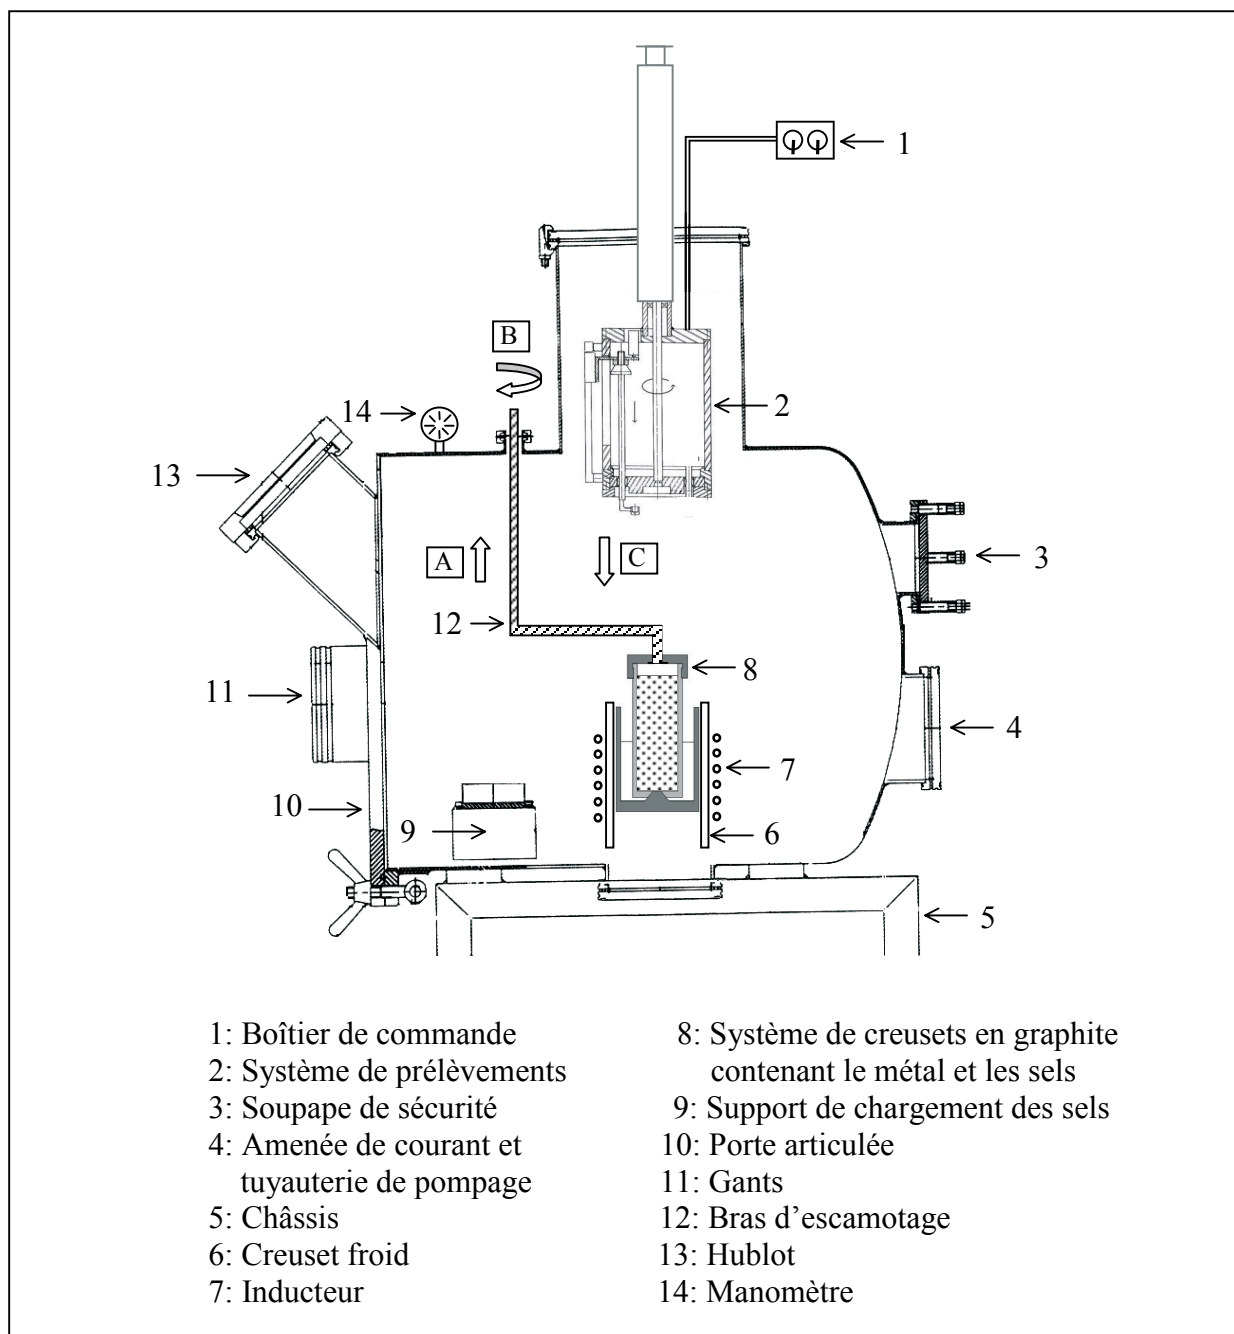 1
B
14
2
13
3
A
C
12
8
11
4
7
10
9
6
5
1: Boîtier de commande
2: Système de prélèvements
3: Soupape de sécurité
4: Amenée de courant et
tuyauterie de pompage
5: Châssis
6: Creuset froid
7: Inducteur
8: Système de creusets en graphite
contenant le métal et les sels
9: Support de chargement des sels
10: Porte articulée
11: Gants
12: Bras d’escamotage
13: Hublot
14: Manomètre